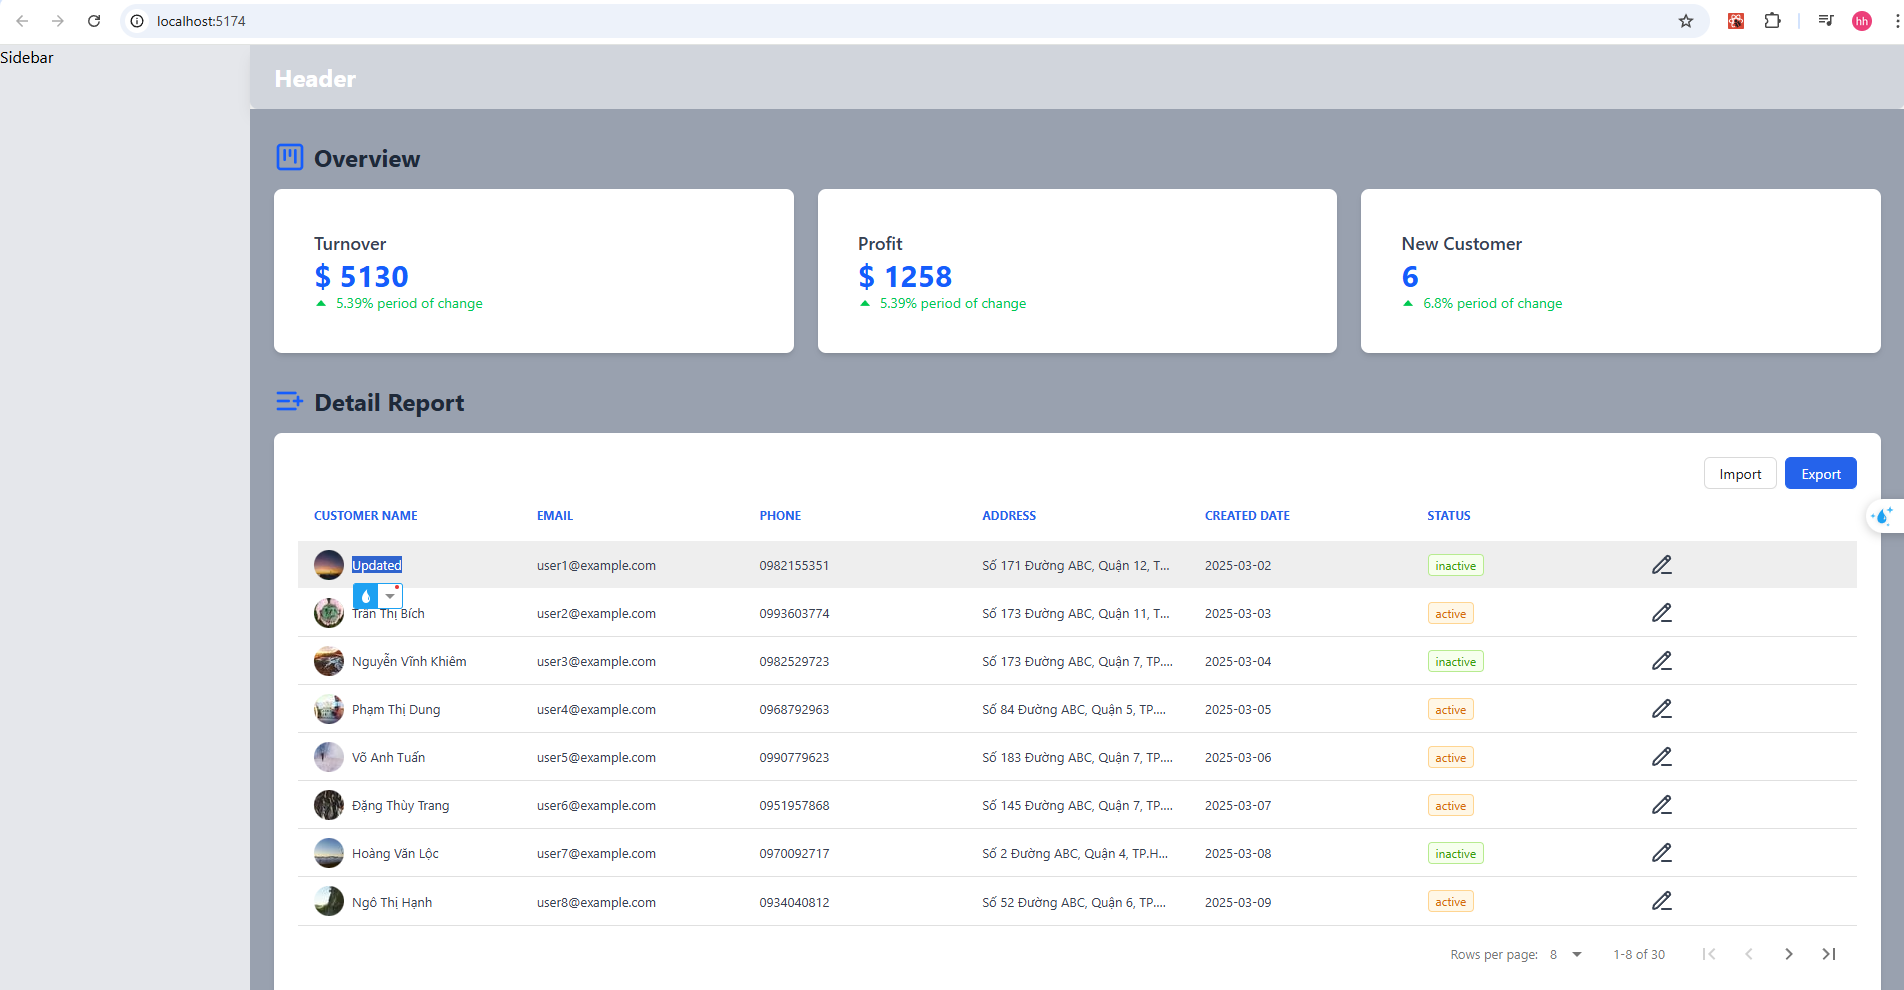 localhost:5174
hh
Sidebar
Header
Overview
Turnover
$ 5130
5.39% period of change
Profit
$ 1258
5.39% period of change
New Customer
6
6.8% period of change
Detail Report
Import
Export
CUSTOMER NAME EMAIL PHONE ADDRESS CREATED DATE STATUS
Updated user1@example.com 0982155351 Số 171 Đường ABC, Quận 12, T... 2025-03-02 inactive
Trần Thị Bích user2@example.com 0993603774 Số 173 Đường ABC, Quận 11, T... 2025-03-03 active
Nguyễn Vĩnh Khiêm user3@example.com 0982529723 Số 173 Đường ABC, Quận 7, TP.... 2025-03-04 inactive
Phạm Thị Dung user4@example.com 0968792963 Số 84 Đường ABC, Quận 5, TP.... 2025-03-05 active
Võ Anh Tuấn user5@example.com 0990779623 Số 183 Đường ABC, Quận 7, TP.... 2025-03-06 active
Đặng Thùy Trang user6@example.com 0951957868 Số 145 Đường ABC, Quận 7, TP.... 2025-03-07 active
Hoàng Văn Lộc user7@example.com 0970092717 Số 2 Đường ABC, Quận 4, TP.H... 2025-03-08 inactive
Ngô Thị Hạnh user8@example.com 0934040812 Số 52 Đường ABC, Quận 6, TP.... 2025-03-09 active
Rows per page: 8 1-8 of 30